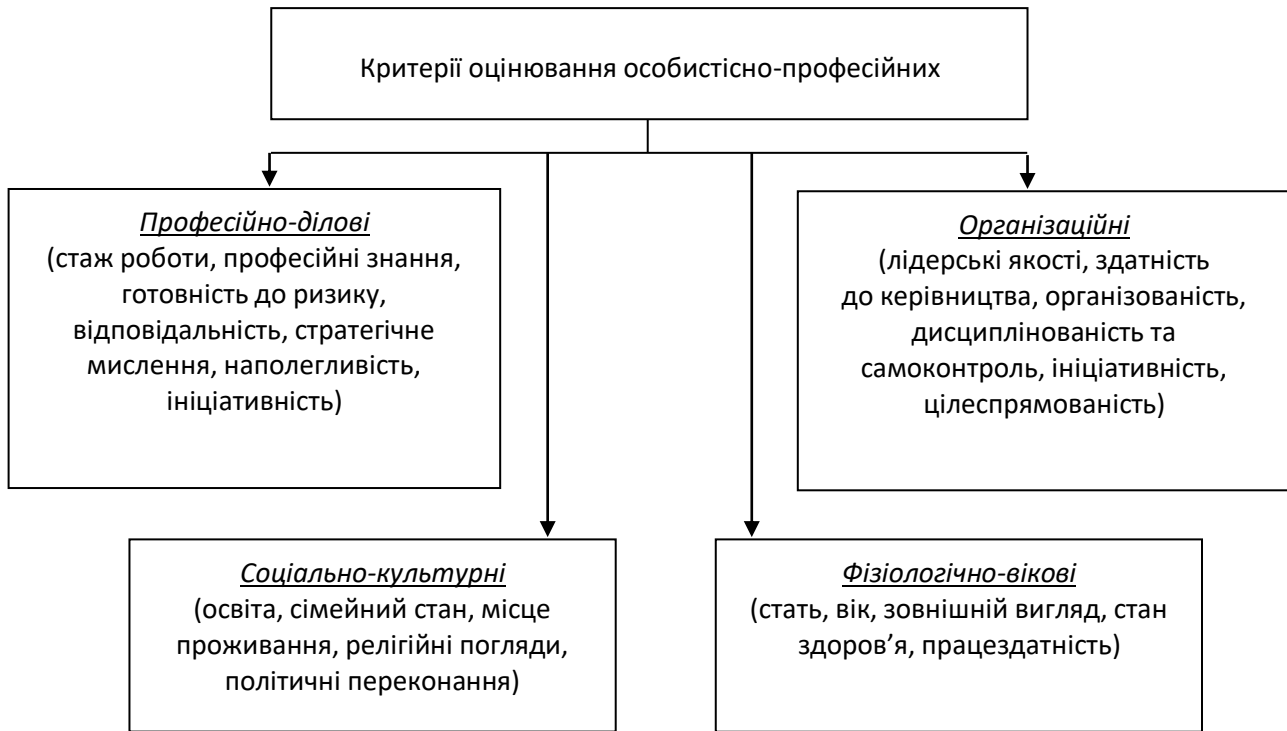 Критерії оцінювання особистісно-професійних
Професійно-ділові
(стаж роботи, професійні знання,
готовність до ризику,
відповідальність, стратегічне
мислення, наполегливість,
ініціативність)
Організаційні
(лідерські якості, здатність
до керівництва, організованість,
дисциплінованість та
самоконтроль, ініціативність,
цілеспрямованість)
Соціально-культурні
(освіта, сімейний стан, місце
проживання, релігійні погляди,
політичні переконання)
Фізіологічно-вікові
(стать, вік, зовнішній вигляд, стан
здоров’я, працездатність)